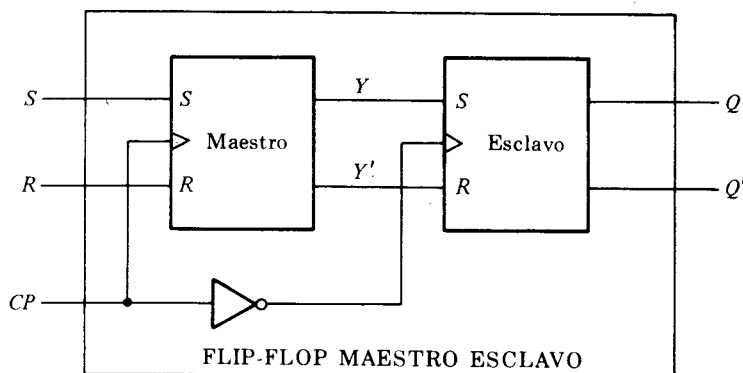 S S Y S Q
Maestro Esclavo
R R Y' R Q'
CP
FLIP-FLOP MAESTRO ESCLAVO